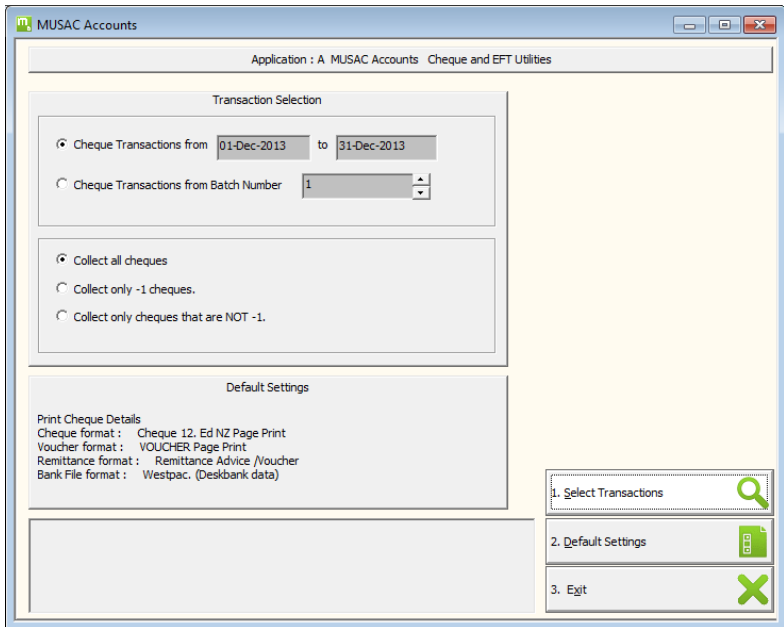 MUSAC Accounts
Application : A MUSAC Accounts Cheque and EFT Utilities
Transaction Selection
Cheque Transactions from 01-Dec-2013 to 31-Dec-2013
Cheque Transactions from Batch Number 1
Collect all cheques
Collect only -1 cheques.
Collect only cheques that are NOT -1.
Default Settings
Print Cheque Details
Cheque format : Cheque 12. Ed NZ Page Print
Voucher format : VOUCHER Page Print
Remittance format : Remittance Advice /Voucher
Bank File format : Westpac. (Deskbank data)
1. Select Transactions
2. Default Settings
3. Exit